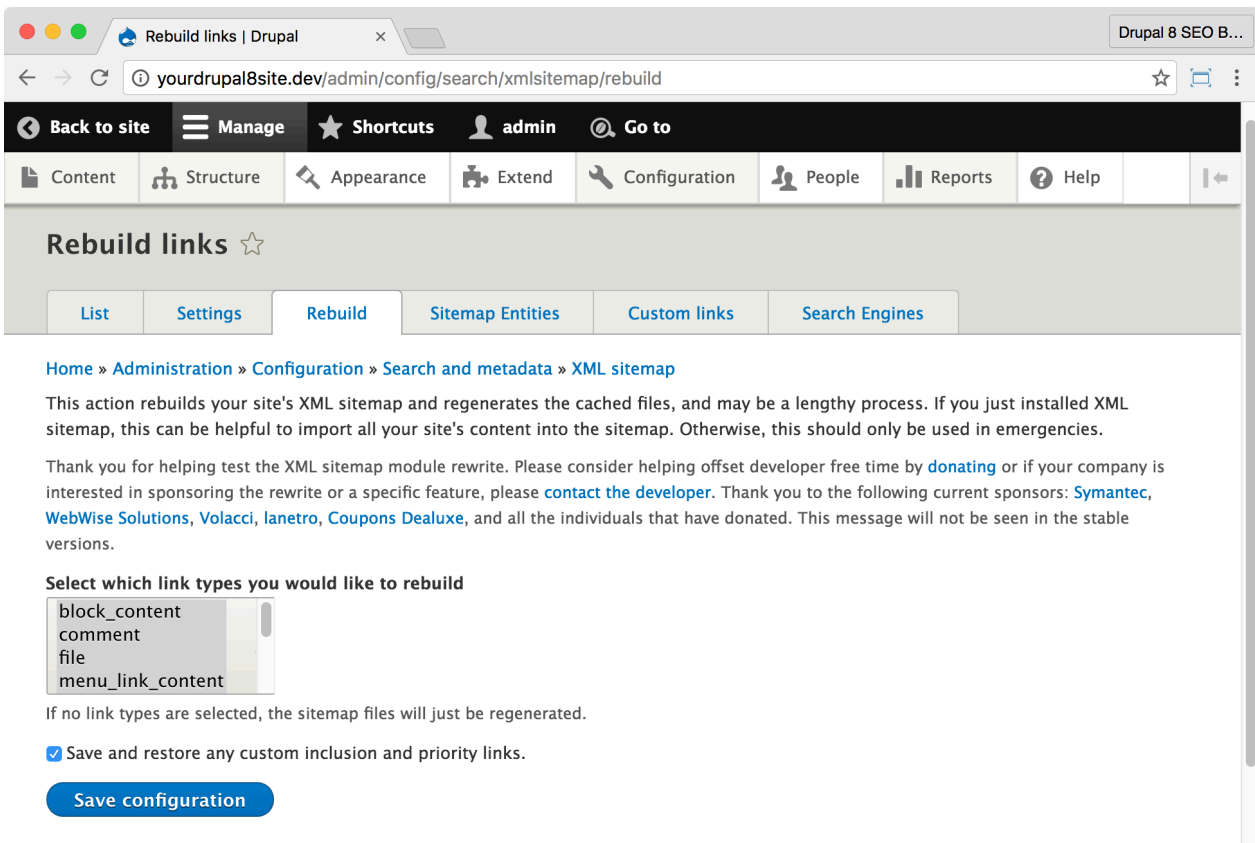 Rebuild links | Drupal
Drupal 8 SEO B...
yourdrupal8site.dev/admin/config/search/xmlsitemap/rebuild
Back to site Manage Shortcuts admin Go to
Content Structure Appearance Extend Configuration People Reports Help
Rebuild links
List Settings Rebuild Sitemap Entities Custom links Search Engines
Home » Administration » Configuration » Search and metadata » XML sitemap
This action rebuilds your site's XML sitemap and regenerates the cached files, and may be a lengthy process. If you just installed XML
sitemap, this can be helpful to import all your site's content into the sitemap. Otherwise, this should only be used in emergencies.
Thank you for helping test the XML sitemap module rewrite. Please consider helping offset developer free time by donating or if your company is
interested in sponsoring the rewrite or a specific feature, please contact the developer. Thank you to the following current sponsors: Symantec,
WebWise Solutions, Volacci, lanetro, Coupons Dealuxe, and all the individuals that have donated. This message will not be seen in the stable
versions.
Select which link types you would like to rebuild
block_content
comment
file
menu_link_content
If no link types are selected, the sitemap files will just be regenerated.
Save and restore any custom inclusion and priority links.
Save configuration